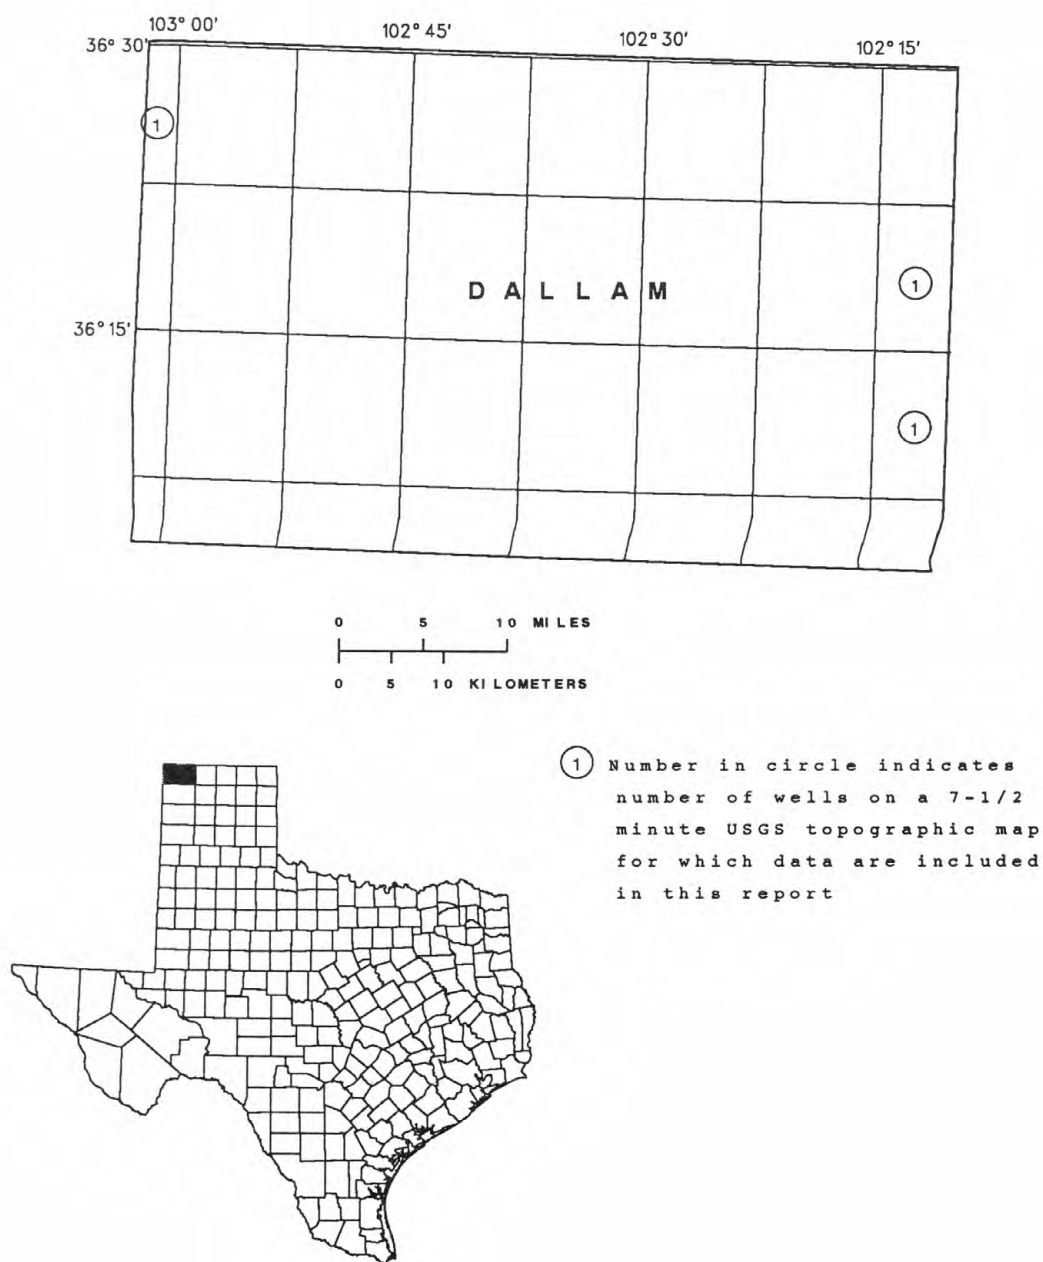 103° 00' 102° 45' 102° 30' 102° 15'
36° 30'
1
DALLAM
1
36° 15'
1
0 5 10 MILES
0 5 10 KILOMETERS
1 Number in circle indicates
number of wells on a 7-1/2
minute USGS topographic map
for which data are included
in this report